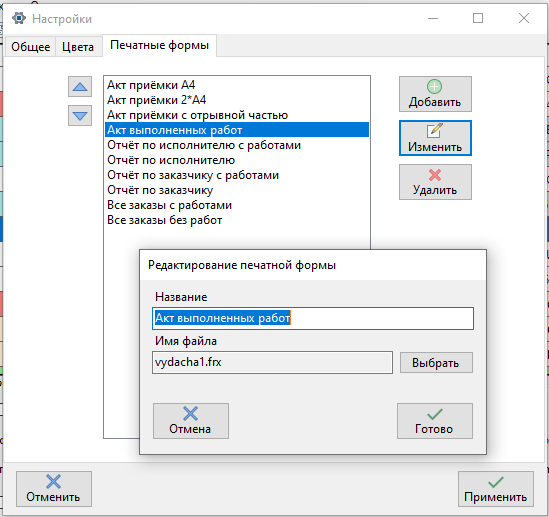 Настройки
Общее
Цвета
Печатные формы
Акт приёмки А4
Акт приёмки 2*А4
Акт приёмки с отрывной частью
Акт выполненных работ
Отчёт по исполнителю с работами
Отчёт по исполнителю
Отчёт по заказчику с работами
Отчёт по заказчику
Все заказы с работами
Все заказы без работ
Добавить
Изменить
Удалить
Редактирование печатной формы
Название
Акт выполненных работ
Имя файла
vydacha1.frx
Выбрать
Отмена
Готово
Отменить
Применить